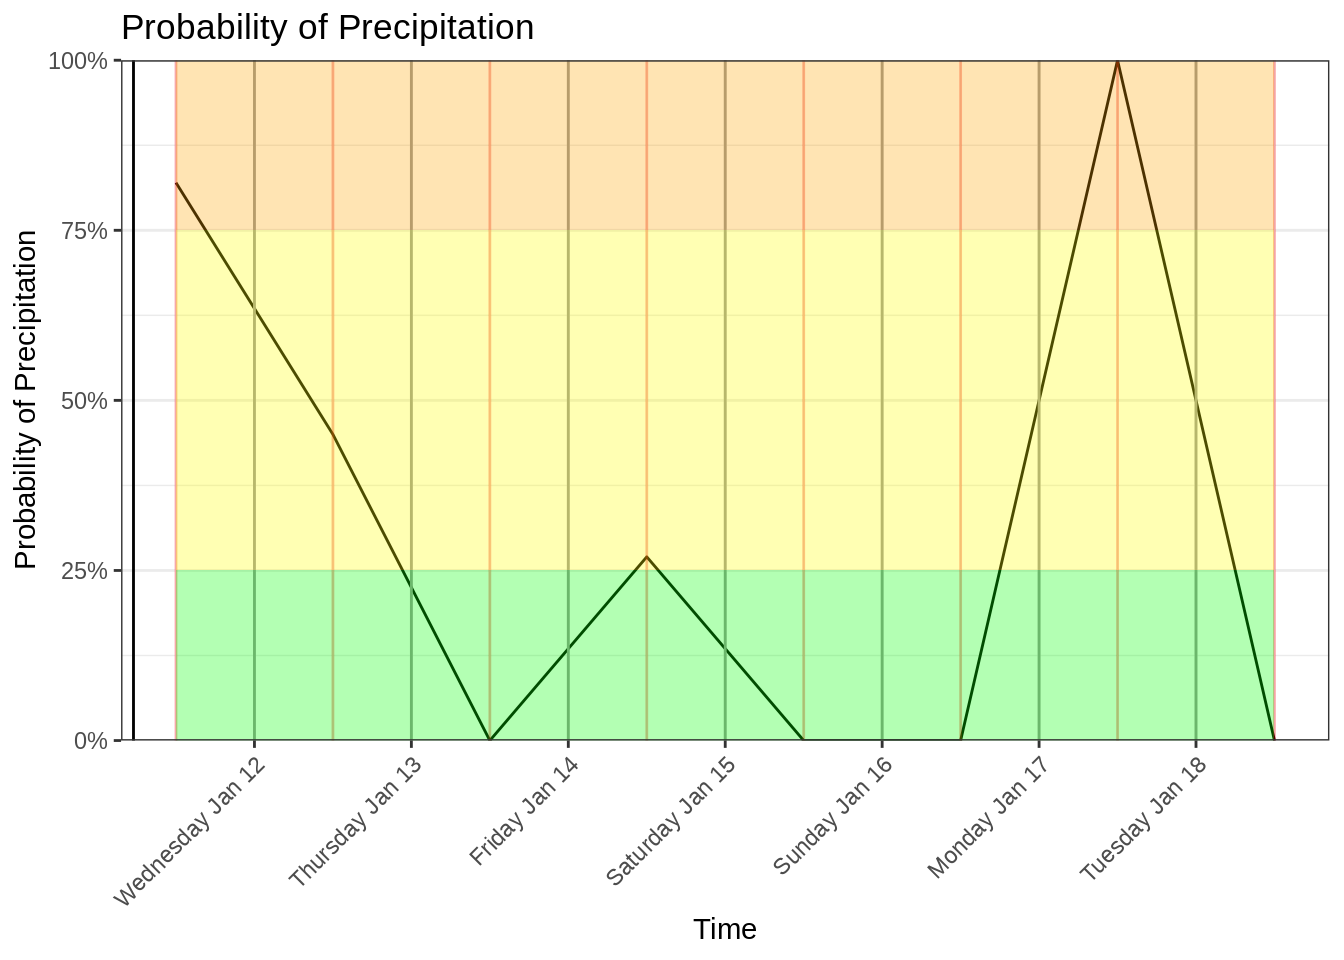 Probability of Precipitation
Probability of Precipitation
100%
75%
50%
25%
0%
Wednesday Jan 12
Thursday Jan 13
Friday Jan 14
Saturday Jan 15
Sunday Jan 16
Monday Jan 17
Tuesday Jan 18
Time